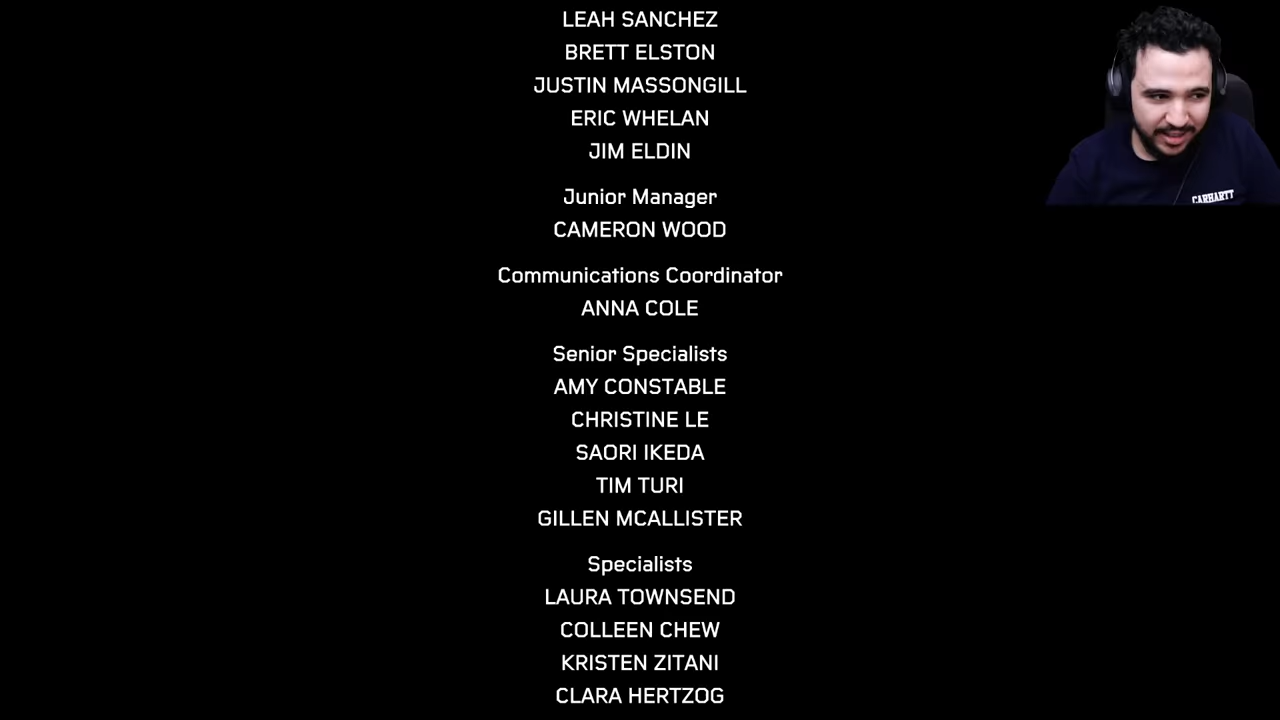 LEAH SANCHEZ
BRETT ELSTON
JUSTIN MASSONGILL
ERIC WHELAN
JIM ELDIN
Junior Manager
CAMERON WOOD
Communications Coordinator
ANNA COLE
Senior Specialists
AMY CONSTABLE
CHRISTINE LE
SAORI IKEDA
TIM TURI
GILLEN MCALLISTER
Specialists
LAURA TOWNSEND
COLLEEN CHEW
KRISTEN ZITANI
CLARA HERTZOG
CARHARTT